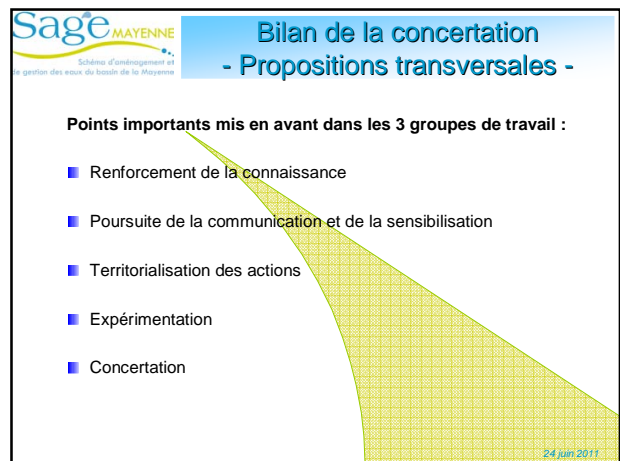 Sage MAYENNE
Schéma d'aménagement et
de gestion des eaux du bassin de la Mayenne
Bilan de la concertation
- Propositions transversales -
Points importants mis en avant dans les 3 groupes de travail :
Renforcement de la connaissance
Poursuite de la communication et de la sensibilisation
Territorialisation des actions
Expérimentation
Concertation
24 juin 2011